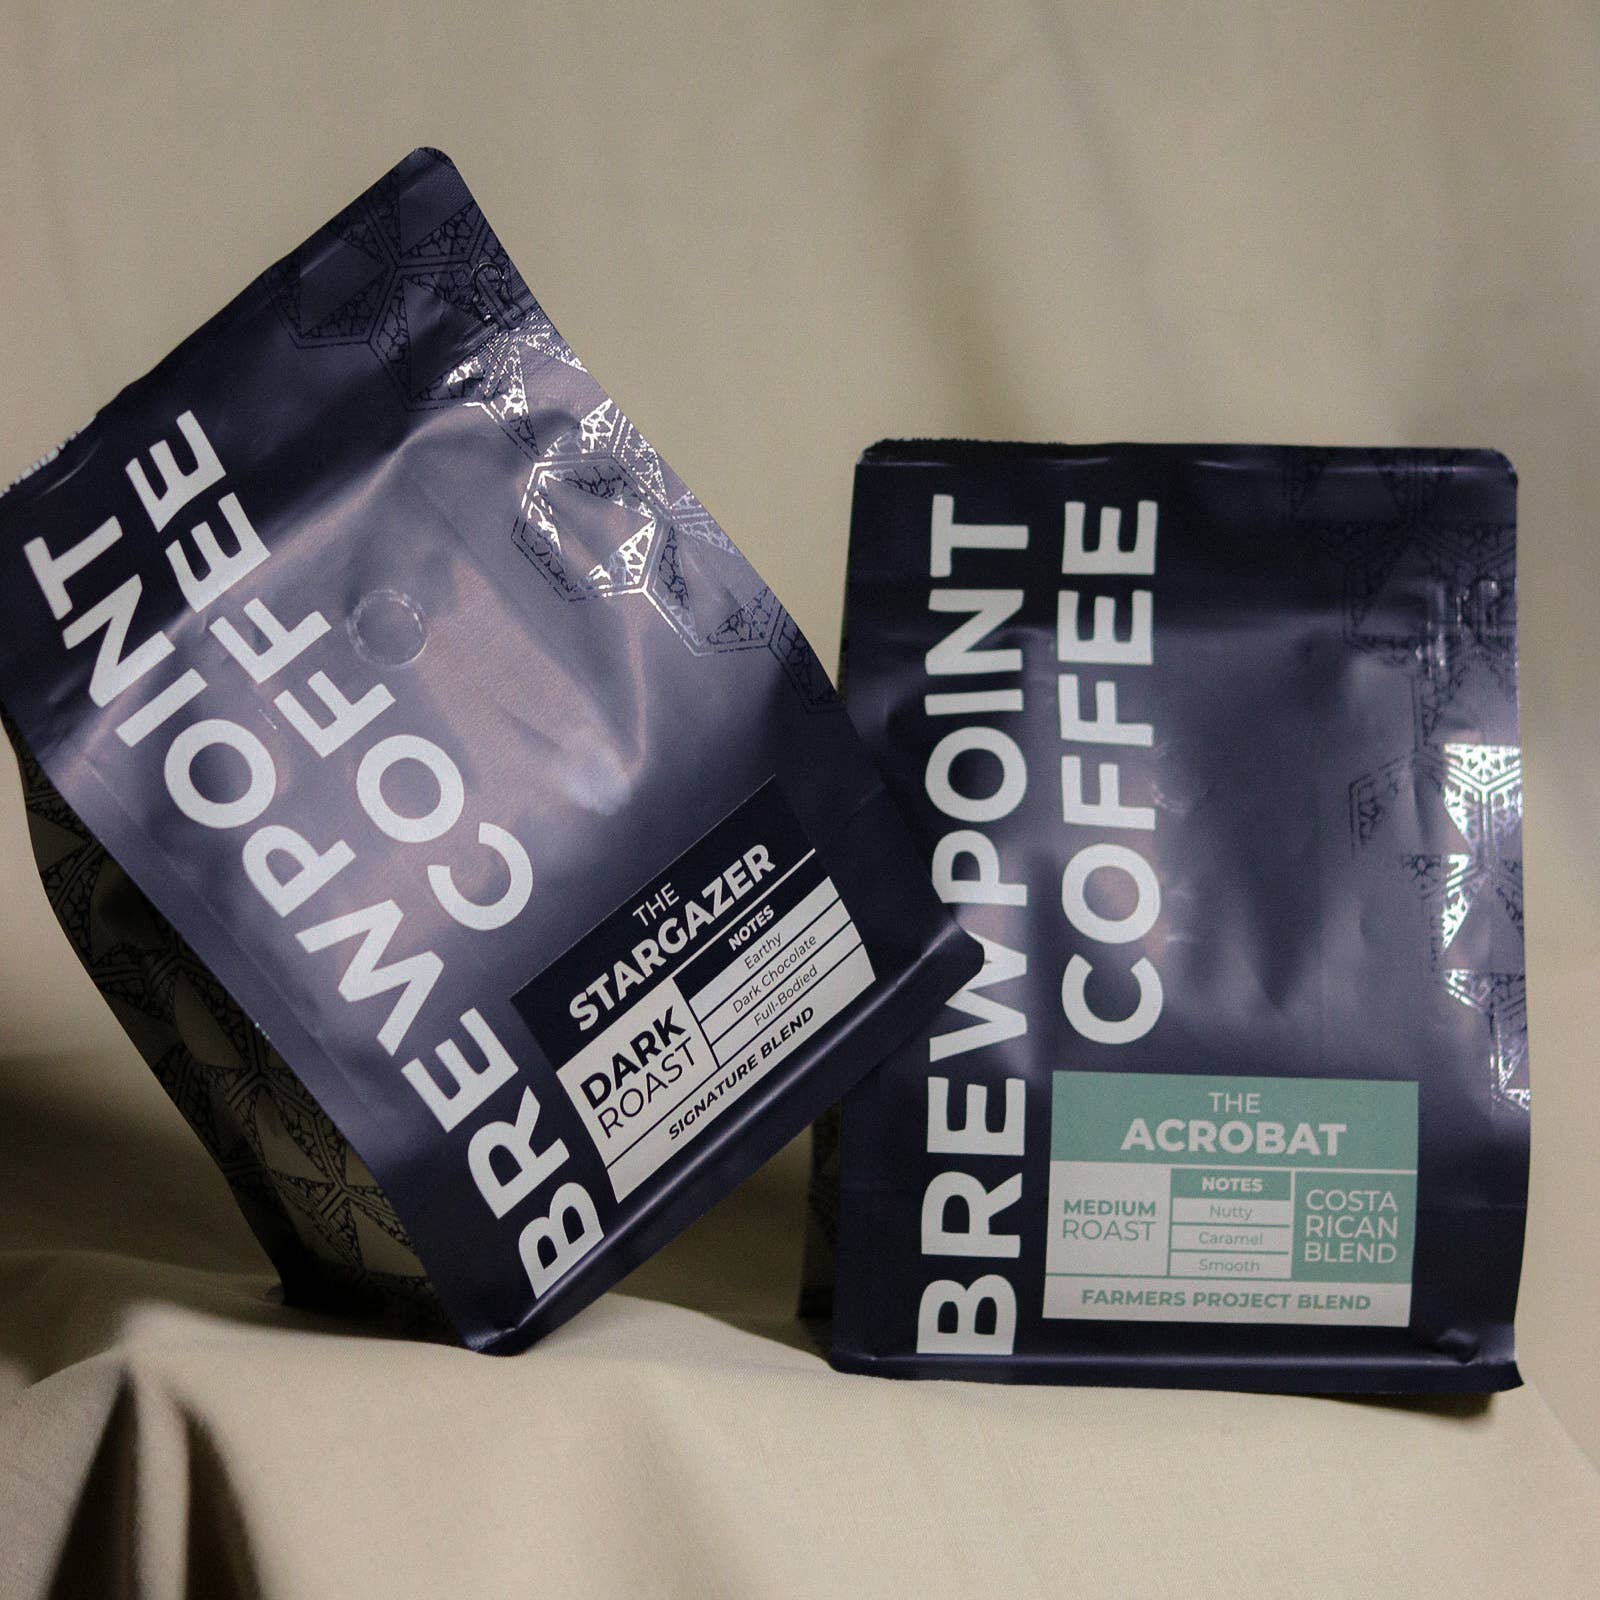 BREWPOINT
COFFEE
THE
STARGAZER
DARK
ROAST
NOTES
Earthy
Dark Chocolate
Full-Bodied
SIGNATURE BLEND
BREWPOINT
COFFEE
THE
ACROBAT
MEDIUM
ROAST
NOTES
Nutty
Caramel
Smooth
COSTA
RICAN
BLEND
FARMERS PROJECT BLEND